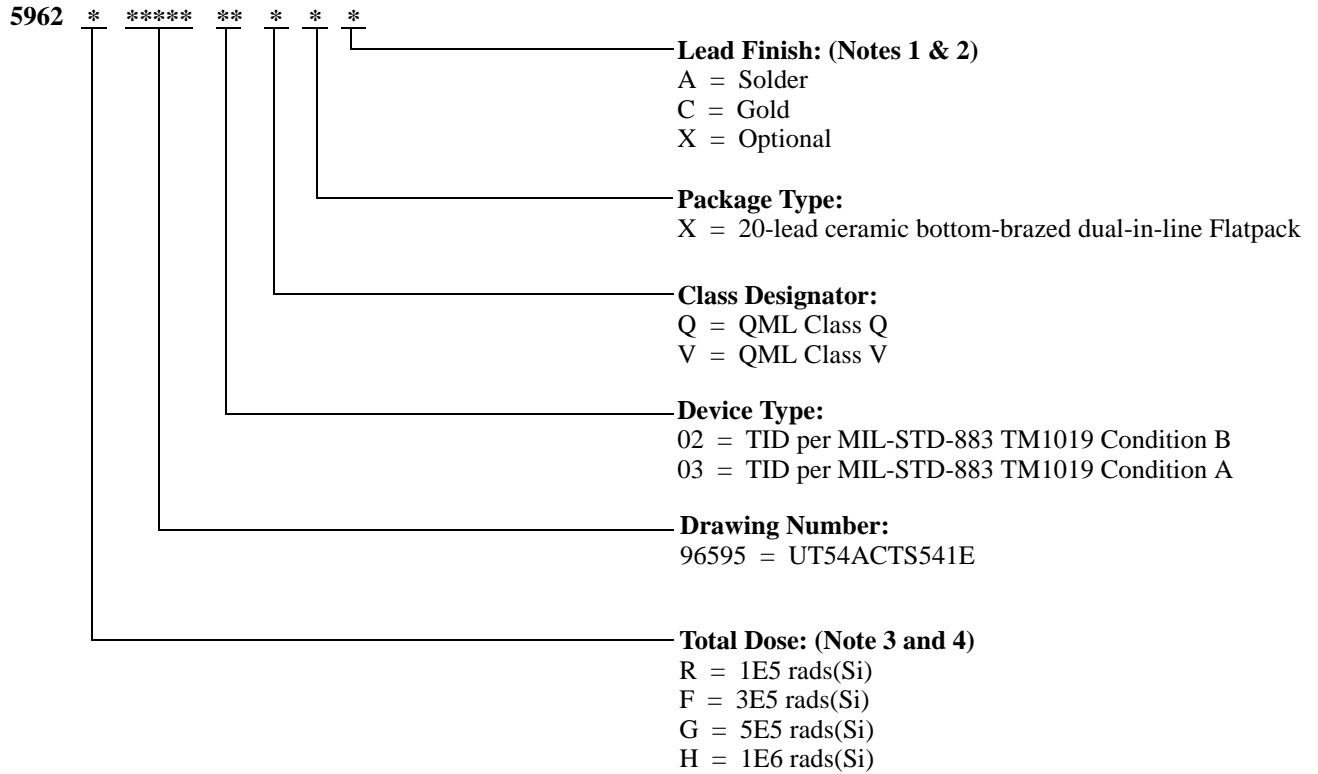 5962 * ***** ** * * *
Lead Finish: (Notes 1 & 2)
A = Solder
C = Gold
X = Optional
Package Type:
X = 20-lead ceramic bottom-brazed dual-in-line Flatpack
Class Designator:
Q = QML Class Q
V = QML Class V
Device Type:
02 = TID per MIL-STD-883 TM1019 Condition B
03 = TID per MIL-STD-883 TM1019 Condition A
Drawing Number:
96595 = UT54ACTS541E
Total Dose: (Note 3 and 4)
R = 1E5 rads(Si)
F = 3E5 rads(Si)
G = 5E5 rads(Si)
H = 1E6 rads(Si)